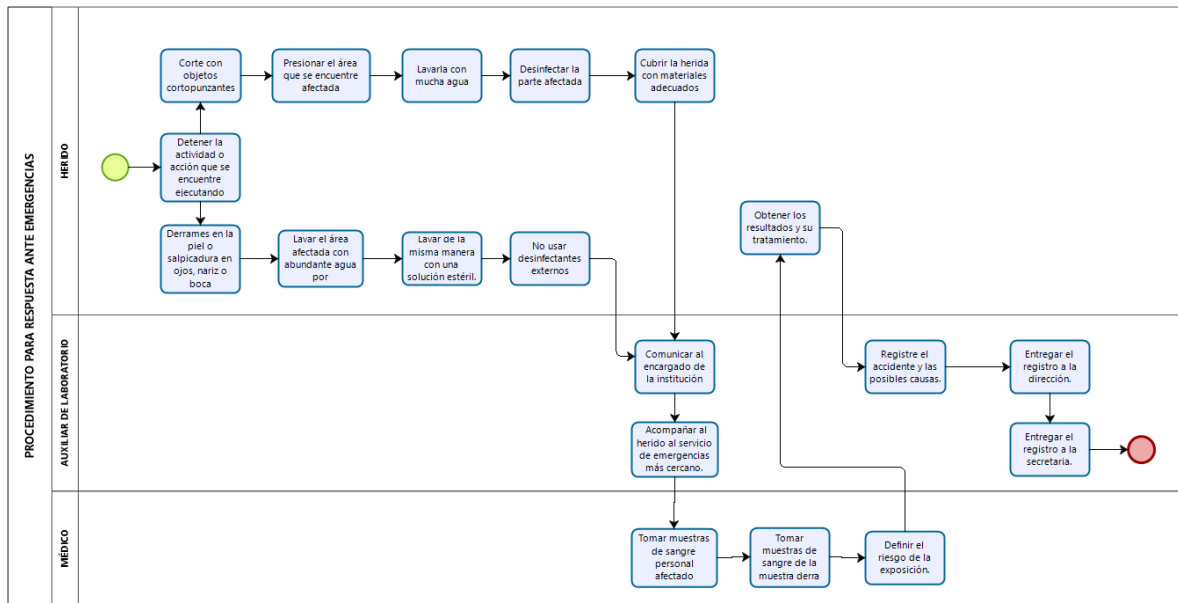 PROCEDIMIENTO PARA RESPUESTA ANTE EMERGENCIAS
HERIDO
Corte con
objetos
cortopunzantes
Presionar el área
que se encuentre
afectada
Lavarla con
mucha agua
Desinfectar la
parte afectada
Cubrir la herida
con materiales
adecuados
Detener la
actividad o
acción que se
encuentre
ejecutando
Derrames en la
piel o
salpicadura en
ojos, nariz o
boca
Lavar el área
afectada con
abundante agua
por
Lavar de la
misma manera
con una
solución estéril.
No usar
desinfectantes
externos
Obtener los
resultados y su
tratamiento.
AUXILIAR DE LABORATORIO
Comunicar al
encargado de
la institución
Acompañar al
herido al servicio
de emergencias
más cercano.
Registre el
accidente y las
posibles causas.
Entregar el
registro a la
dirección.
Entregar el
registro a la
secretaria.
MÉDICO
Tomar muestras
de sangre
personal
afectado
Tomar
muestras de
sangre de la
muestra derra
Definir el
riesgo de la
exposición.